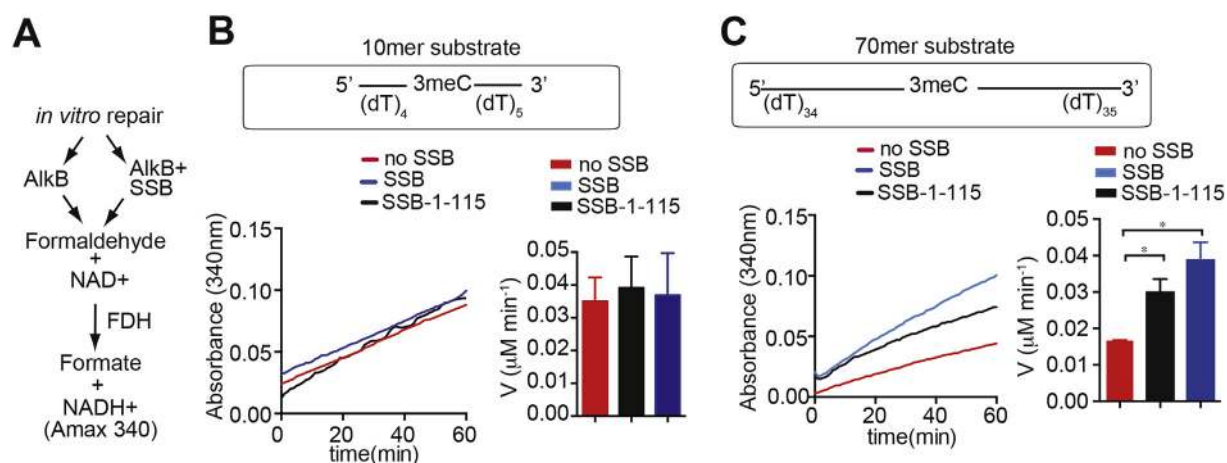 A
in vitro repair
AlkB
AlkB+
SSB
Formaldehyde
+
NAD+
FDH
Formate
+
NADH+
(Amax 340)
B
10mer substrate
5’ 3meC 3’
(dT)4 (dT)5
no SSB
SSB
SSB-1-115
Absorbance (340nm)
0.15
0.10
0.05
0.00
0 20 40 60
time(min)
no SSB
SSB
SSB-1-115
V (µM min-1)
0.05
0.04
0.03
0.02
0.01
0.00
C
70mer substrate
5’ 3meC 3’
(dT)34 (dT)35
no SSB
SSB
SSB-1-115
Absorbance (340nm)
0.15
0.10
0.05
0.00
0 20 40 60
time(min)
no SSB
SSB
SSB-1-115
V (µM min-1)
0.05
0.04
0.03
0.02
0.01
0.00
*
*